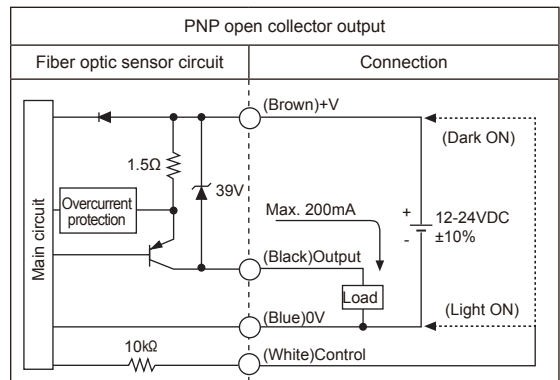 PNP open collector output
Fiber optic sensor circuit
Connection
(Brown)+V
(Dark ON)
1.5Ω
39V
Overcurrent
protection
Main circuit
Max. 200mA
+
-
12-24VDC
±10%
(Black)Output
Load
(Light ON)
(Blue)0V
10kΩ
(White)Control